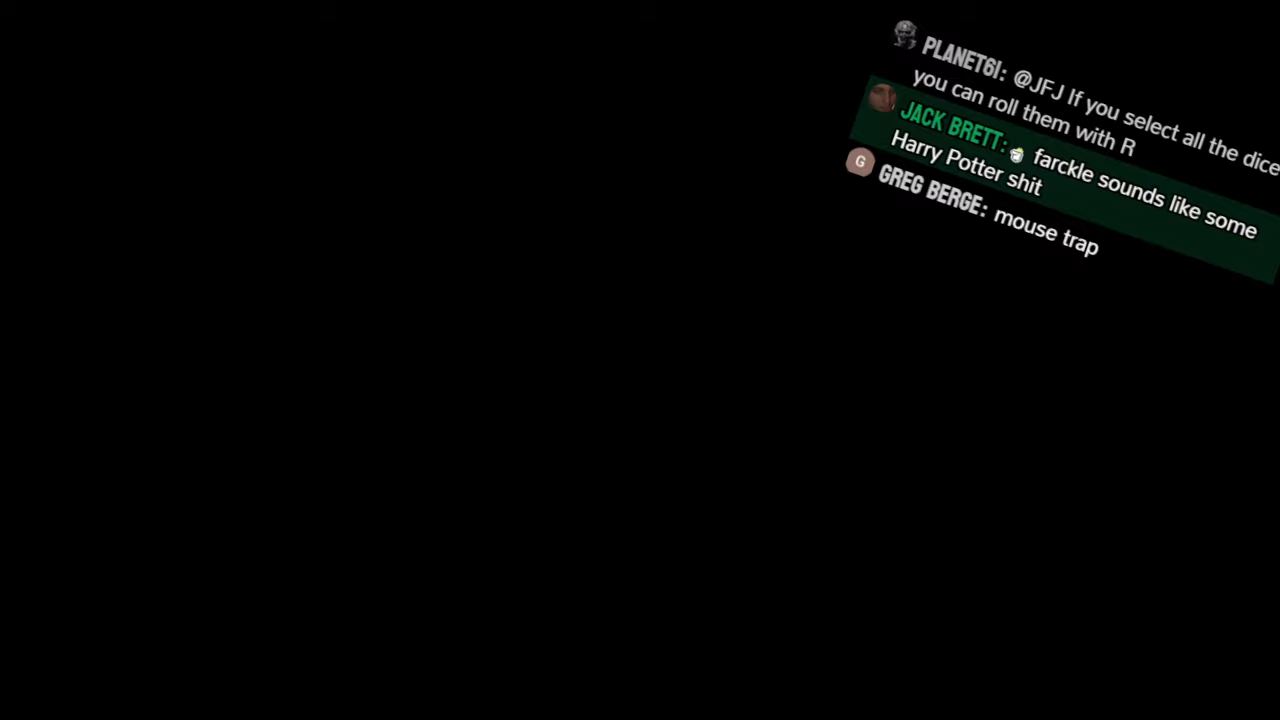 PLANET6I: @JFJ If you select all the dice
you can roll them with R
JACK BRETT: farckle sounds like some
Harry Potter shit
G
GREG BERGE: mouse trap